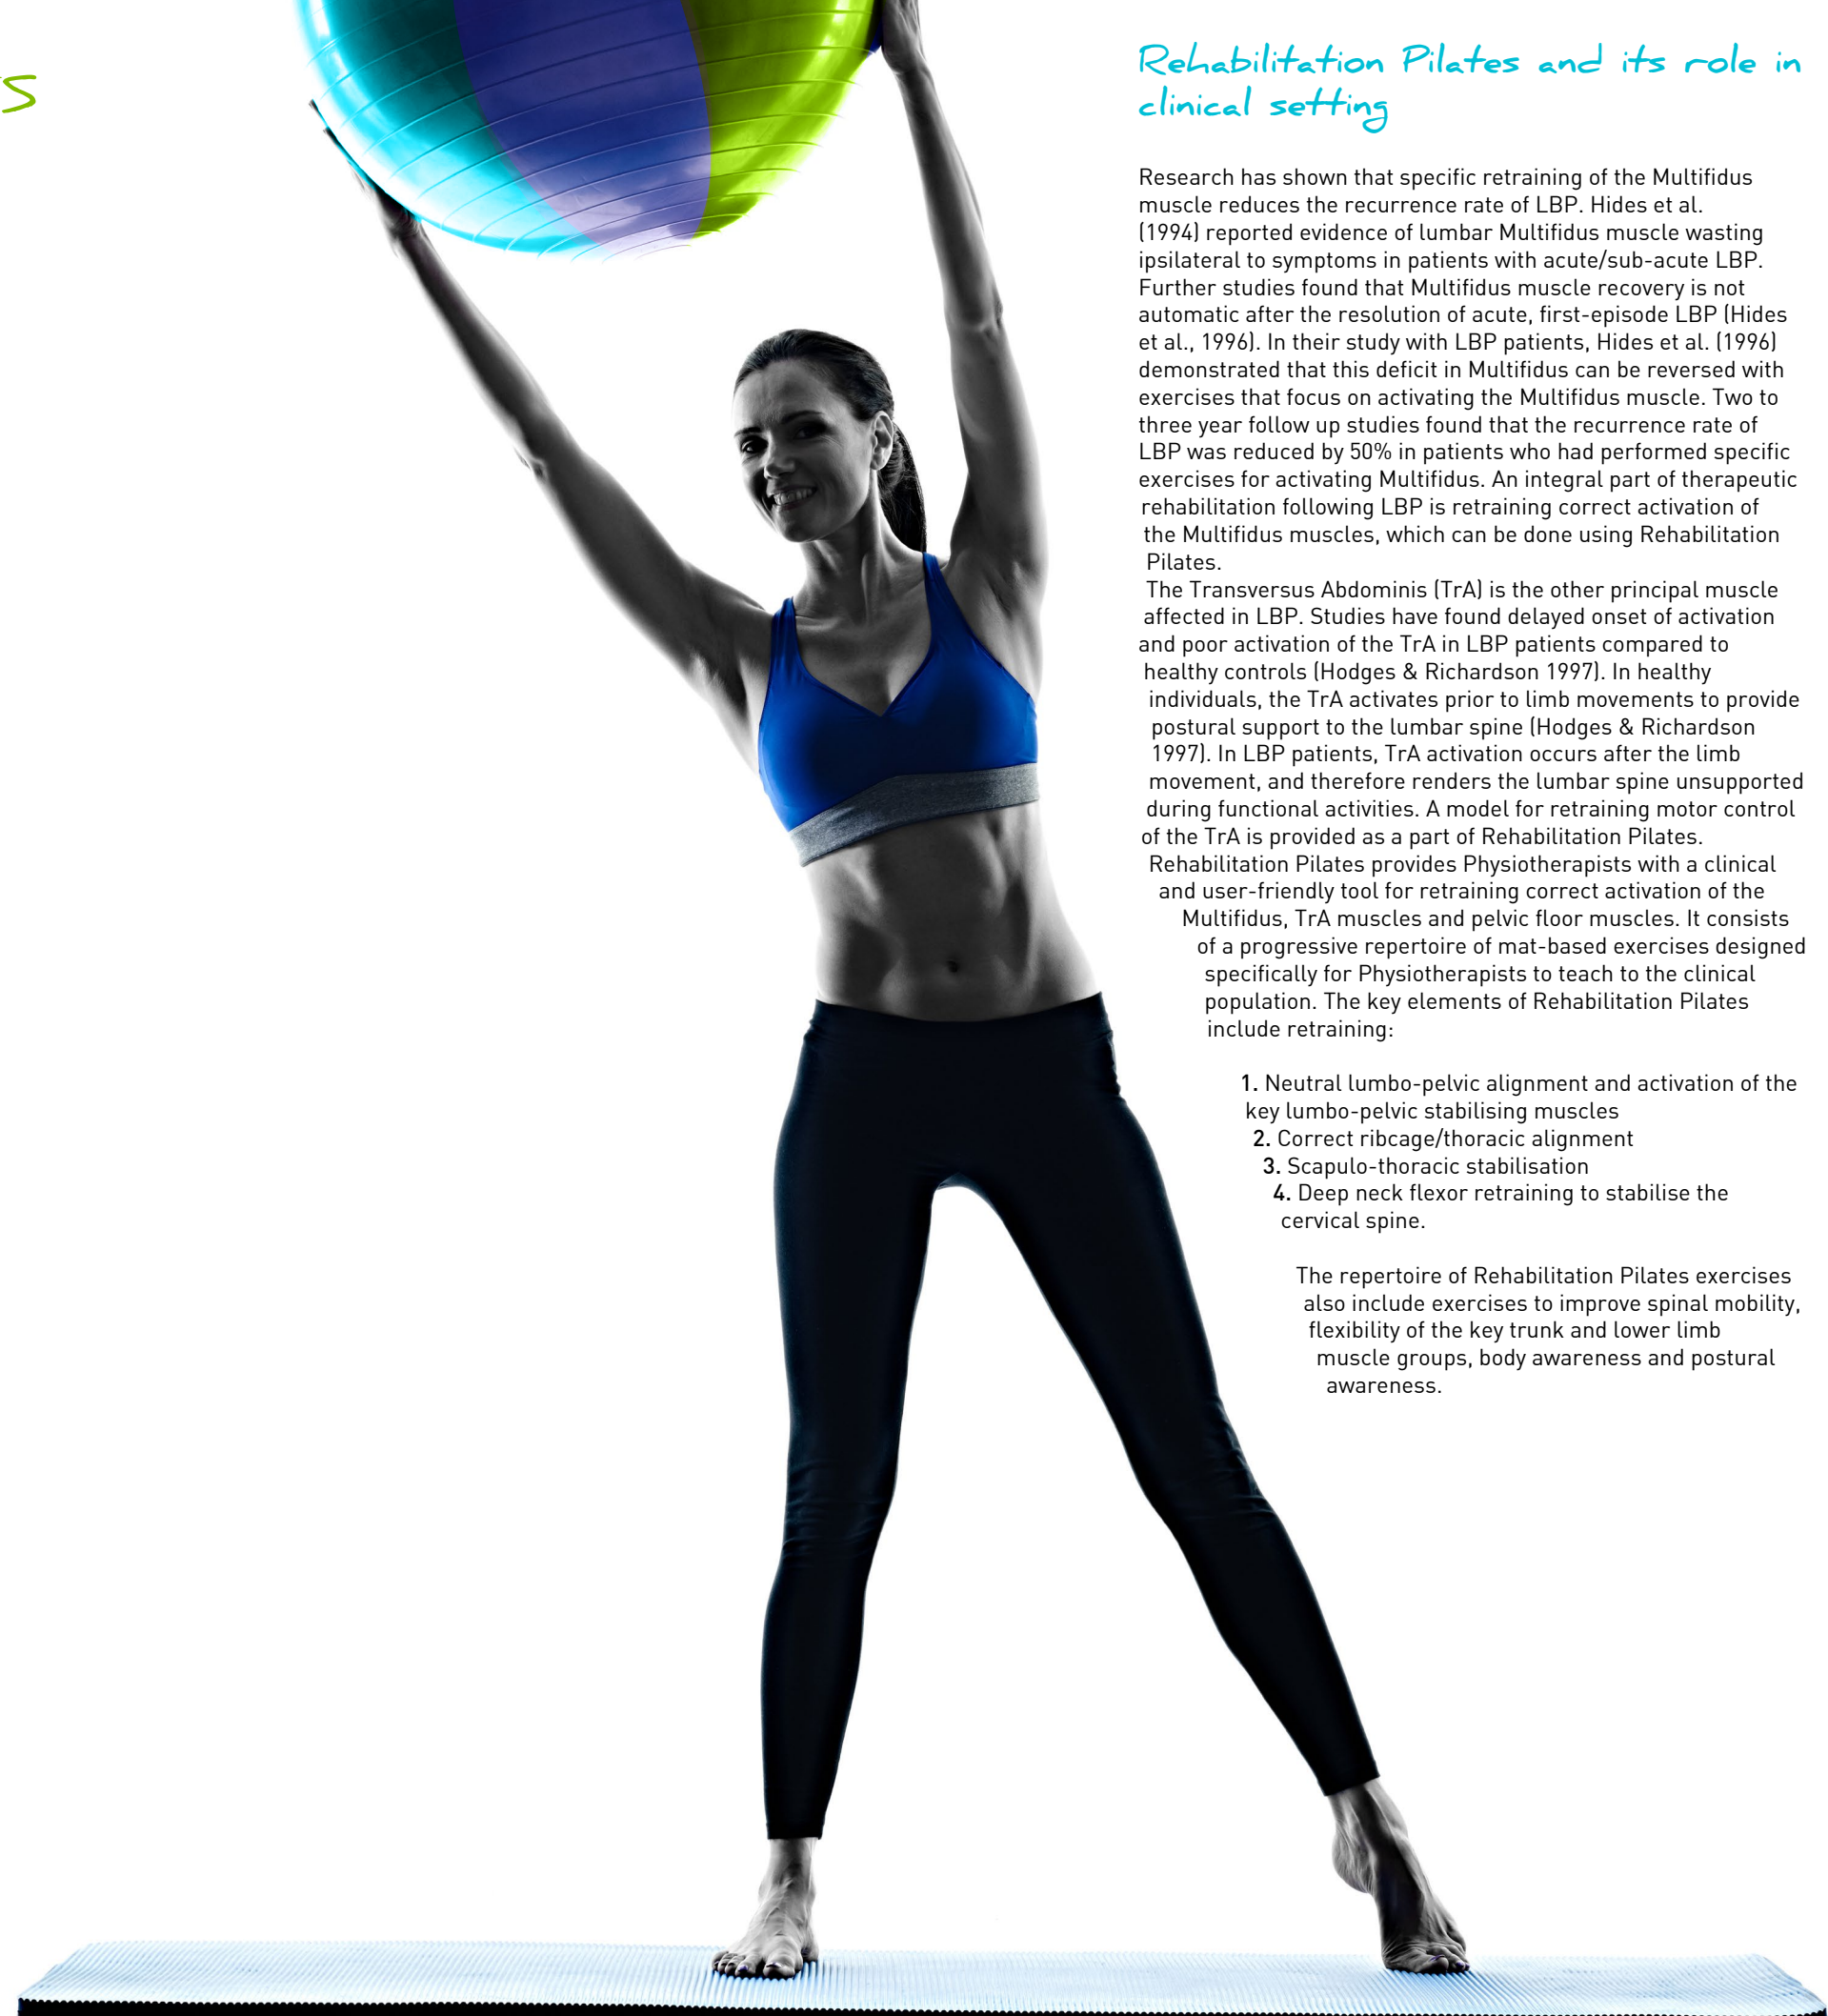 s
Rehabilitation Pilates and its role in
clinical setting
Research has shown that specific retraining of the Multifidus
muscle reduces the recurrence rate of LBP. Hides et al.
(1994) reported evidence of lumbar Multifidus muscle wasting
ipsilateral to symptoms in patients with acute/sub-acute LBP.
Further studies found that Multifidus muscle recovery is not
automatic after the resolution of acute, first-episode LBP (Hides
et al., 1996). In their study with LBP patients, Hides et al. (1996)
demonstrated that this deficit in Multifidus can be reversed with
exercises that focus on activating the Multifidus muscle. Two to
three year follow up studies found that the recurrence rate of
LBP was reduced by 50% in patients who had performed specific
exercises for activating Multifidus. An integral part of therapeutic
rehabilitation following LBP is retraining correct activation of
the Multifidus muscles, which can be done using Rehabilitation
Pilates.
The Transversus Abdominis (TrA) is the other principal muscle
affected in LBP. Studies have found delayed onset of activation
and poor activation of the TrA in LBP patients compared to
healthy controls (Hodges & Richardson 1997). In healthy
individuals, the TrA activates prior to limb movements to provide
postural support to the lumbar spine (Hodges & Richardson
1997). In LBP patients, TrA activation occurs after the limb
movement, and therefore renders the lumbar spine unsupported
during functional activities. A model for retraining motor control
of the TrA is provided as a part of Rehabilitation Pilates.
Rehabilitation Pilates provides Physiotherapists with a clinical
and user-friendly tool for retraining correct activation of the
Multifidus, TrA muscles and pelvic floor muscles. It consists
of a progressive repertoire of mat-based exercises designed
specifically for Physiotherapists to teach to the clinical
population. The key elements of Rehabilitation Pilates
include retraining:
1. Neutral lumbo-pelvic alignment and activation of the
key lumbo-pelvic stabilising muscles
2. Correct ribcage/thoracic alignment
3. Scapulo-thoracic stabilisation
4. Deep neck flexor retraining to stabilise the
cervical spine.
The repertoire of Rehabilitation Pilates exercises
also include exercises to improve spinal mobility,
flexibility of the key trunk and lower limb
muscle groups, body awareness and postural
awareness.